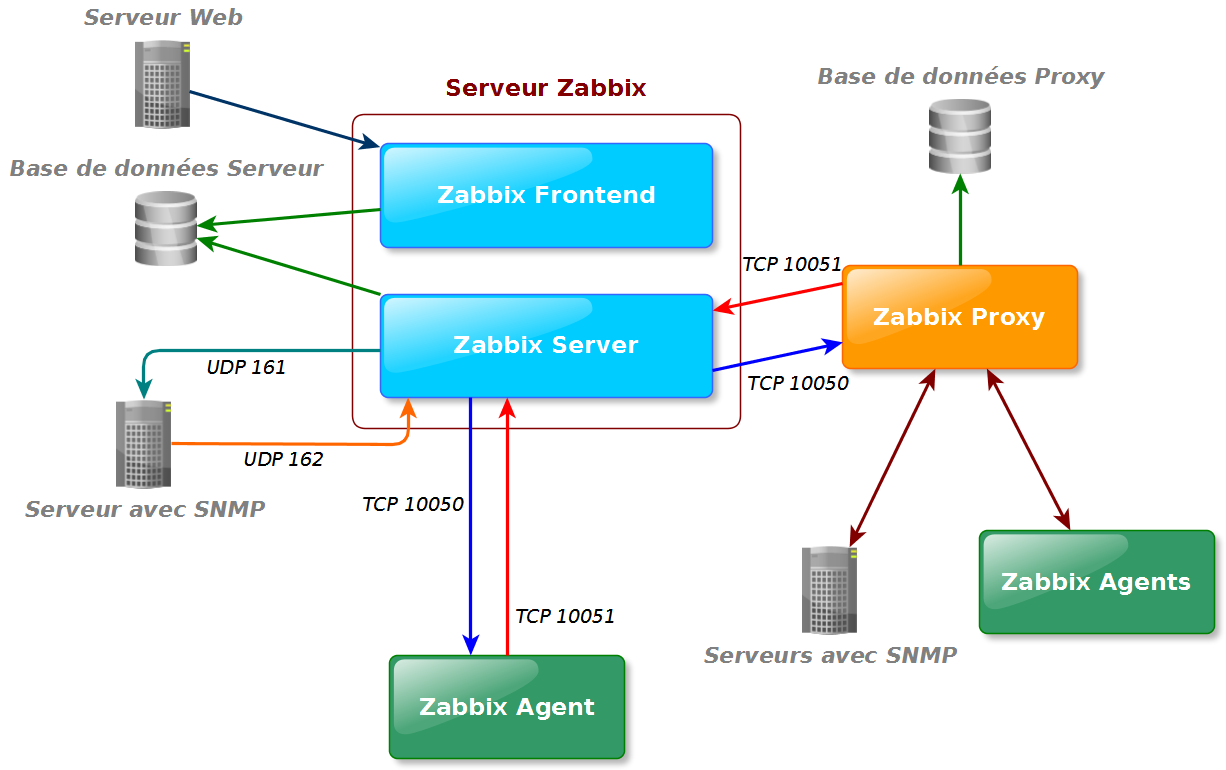 Serveur Web
Serveur Zabbix
Base de données Proxy
Base de données Serveur
Zabbix Frontend
TCP 10051
Zabbix Proxy
Zabbix Server
UDP 161
TCP 10050
UDP 162
Serveur avec SNMP
TCP 10050
Zabbix Agents
TCP 10051
Serveurs avec SNMP
Zabbix Agent